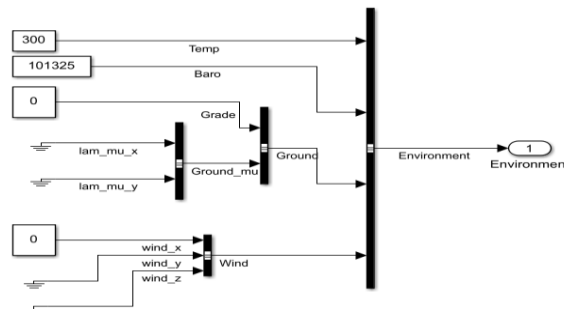 300
Temp
101325
Baro
0
Grade
lam_mu_x
Ground
Environment
1
Environment
Ground_mu
lam_mu_y
0
wind_x
wind_y
Wind
wind_z